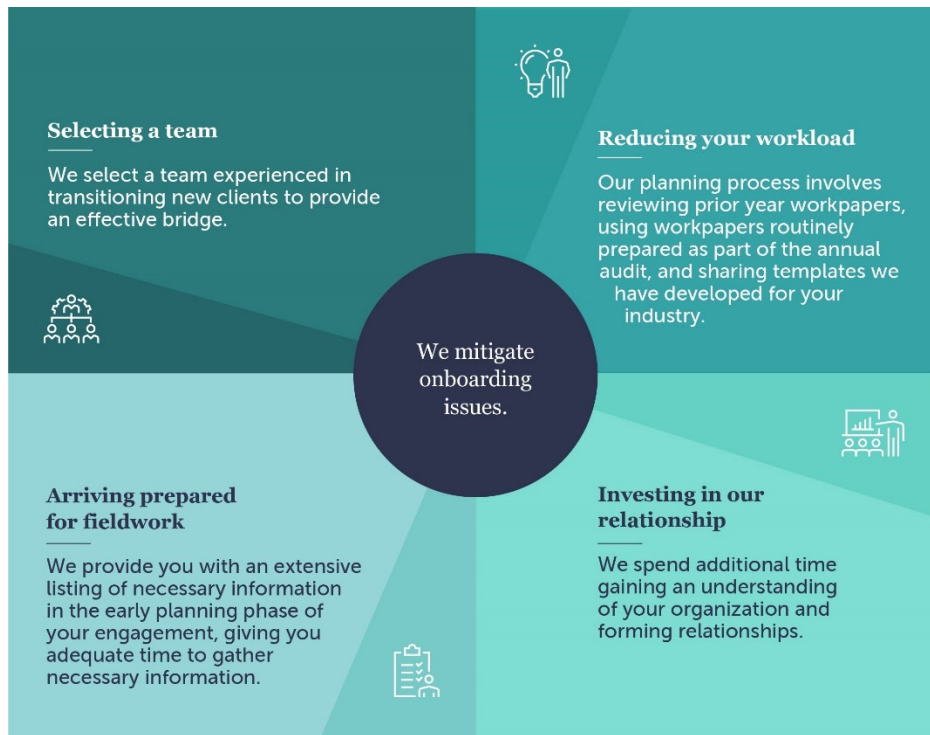 Selecting a team
We select a team experienced in
transitioning new clients to provide
an effective bridge.
Reducing your workload
Our planning process involves
reviewing prior year workpapers,
using workpapers routinely
prepared as part of the annual
audit, and sharing templates we
have developed for your
industry.
We mitigate
onboarding
issues.
Arriving prepared
for fieldwork
We provide you with an extensive
listing of necessary information
in the early planning phase of
your engagement, giving you
adequate time to gather
necessary information.
Investing in our
relationship
We spend additional time
gaining an understanding
of your organization and
forming relationships.